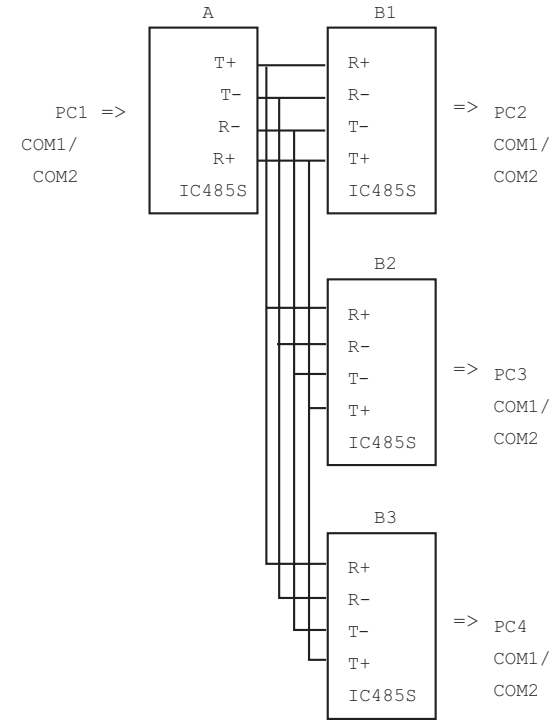 A
T+
T-
R-
R+
IC485S
PC1 =>
COM1/
COM2
B1
R+
R-
T-
T+
IC485S
=> PC2
COM1/
COM2
B2
R+
R-
T-
T+
IC485S
=> PC3
COM1/
COM2
B3
R+
R-
T-
T+
IC485S
=> PC4
COM1/
COM2